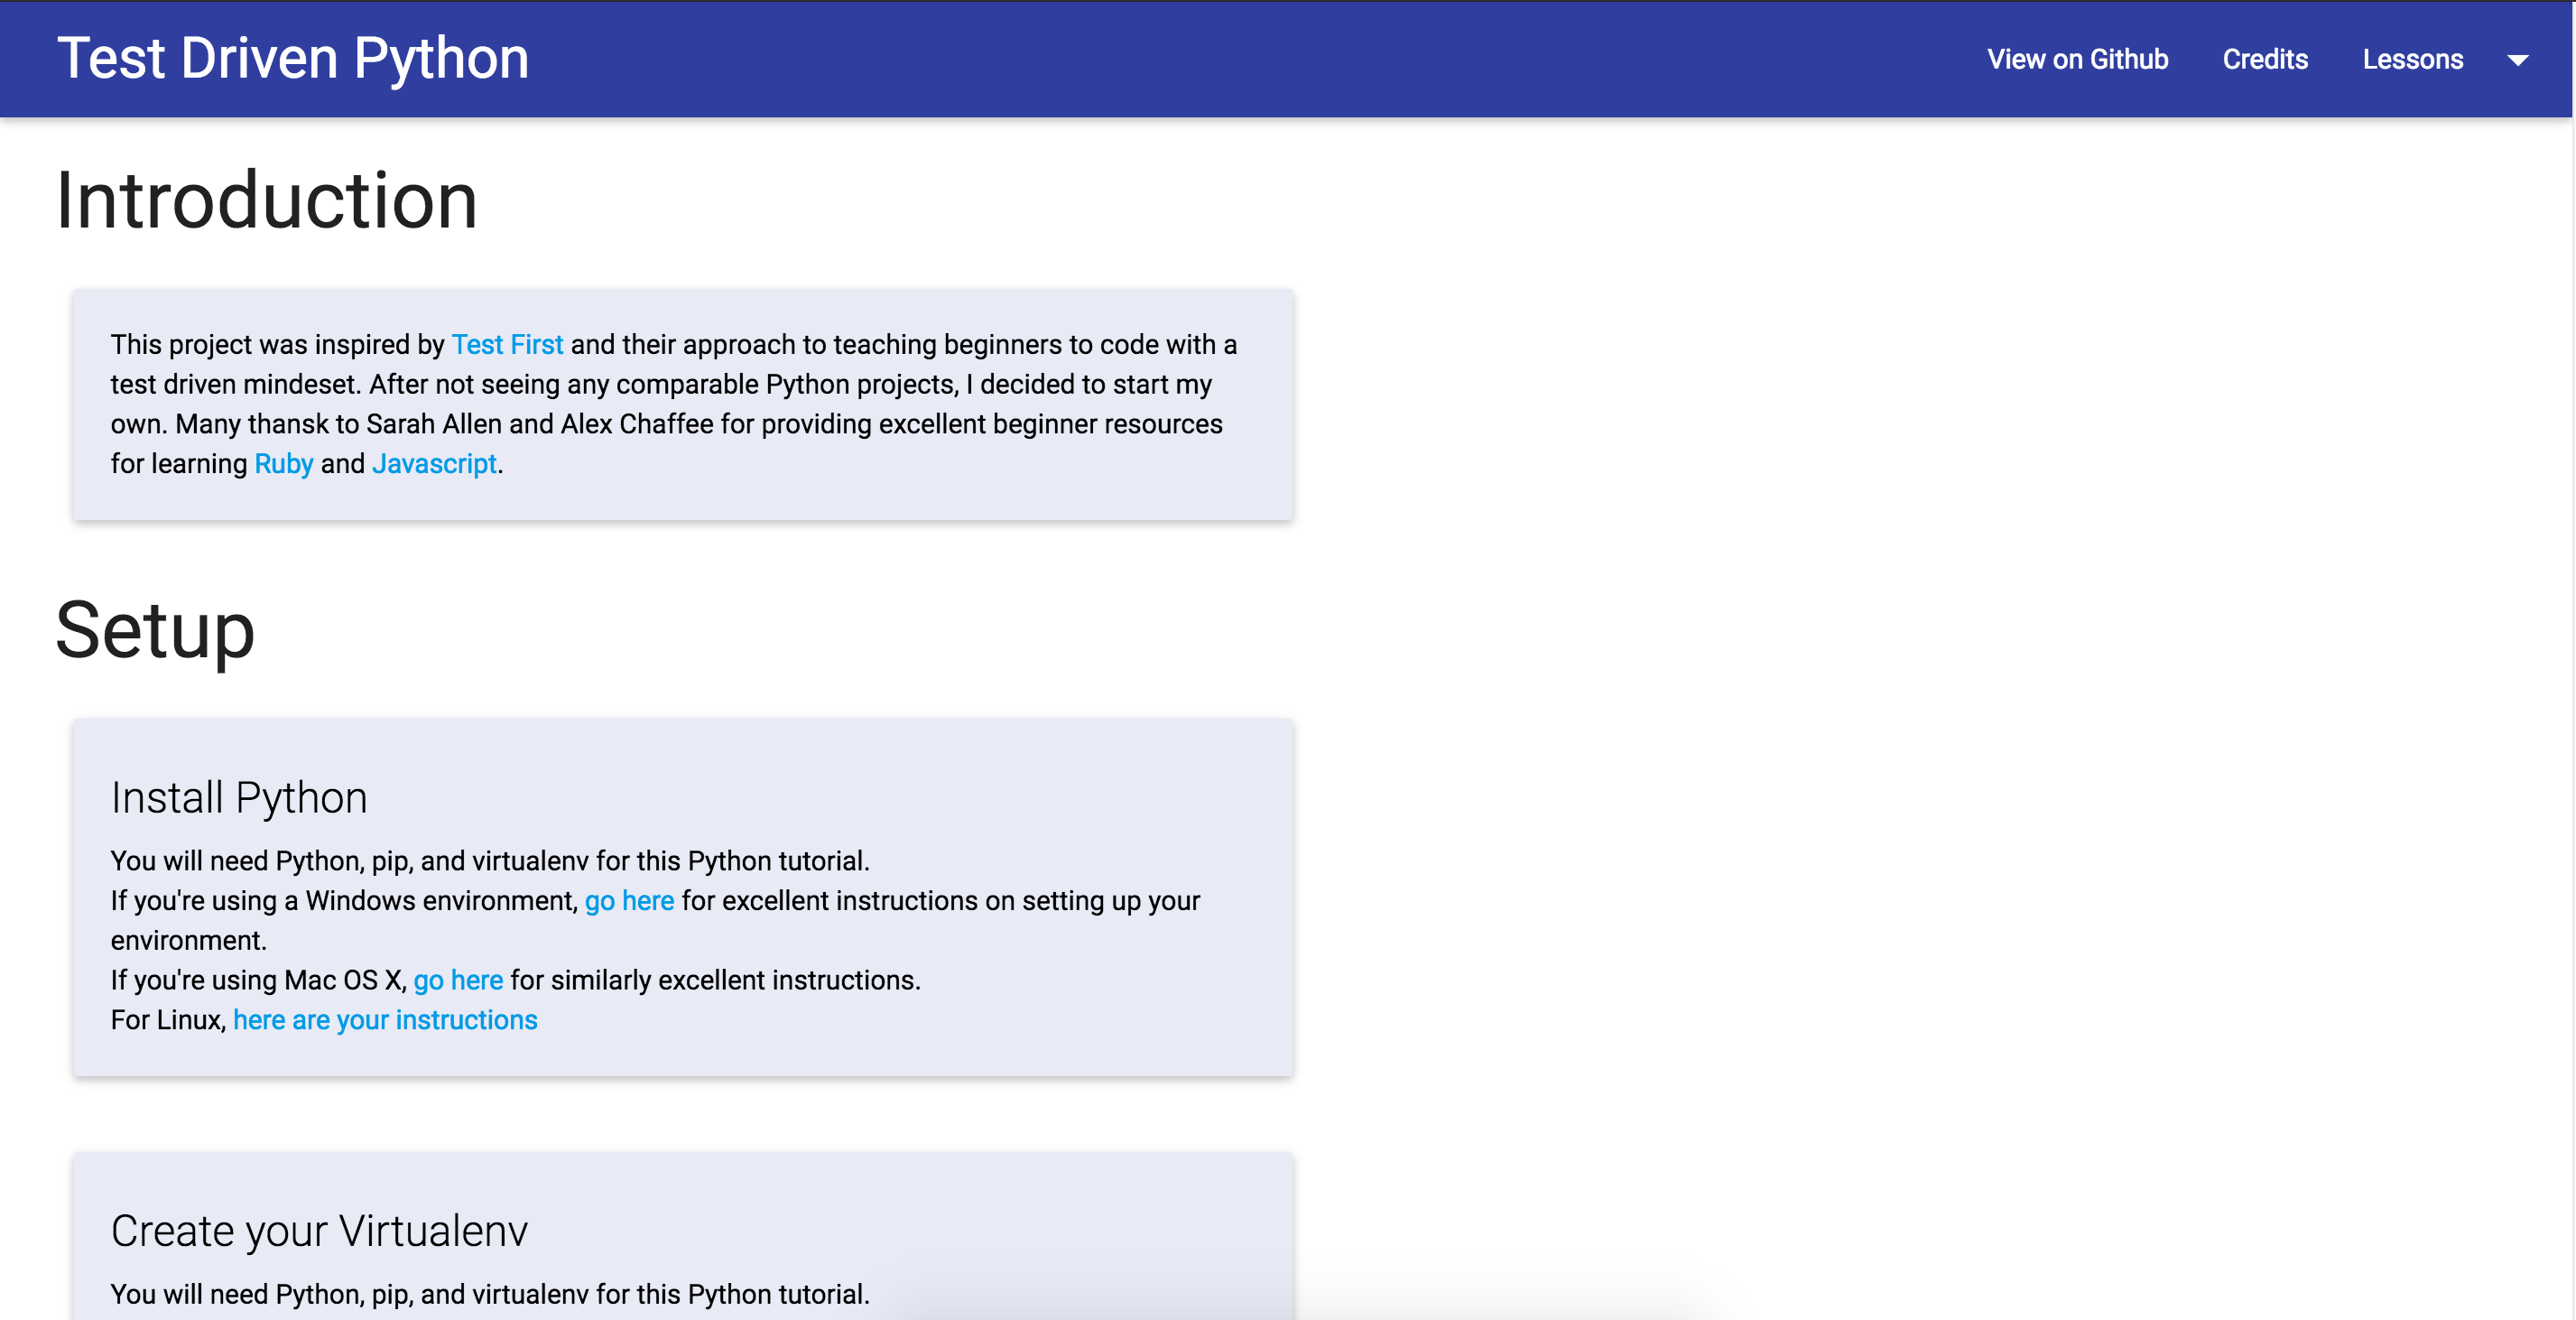 Test Driven Python
View on Github Credits Lessons
Introduction
This project was inspired by Test First and their approach to teaching beginners to code with a
test driven mindeset. After not seeing any comparable Python projects, I decided to start my
own. Many thansk to Sarah Allen and Alex Chaffee for providing excellent beginner resources
for learning Ruby and Javascript.
Setup
Install Python
You will need Python, pip, and virtualenv for this Python tutorial.
If you're using a Windows environment, go here for excellent instructions on setting up your
environment.
If you're using Mac OS X, go here for similarly excellent instructions.
For Linux, here are your instructions
Create your Virtualenv
You will need Python, pip, and virtualenv for this Python tutorial.